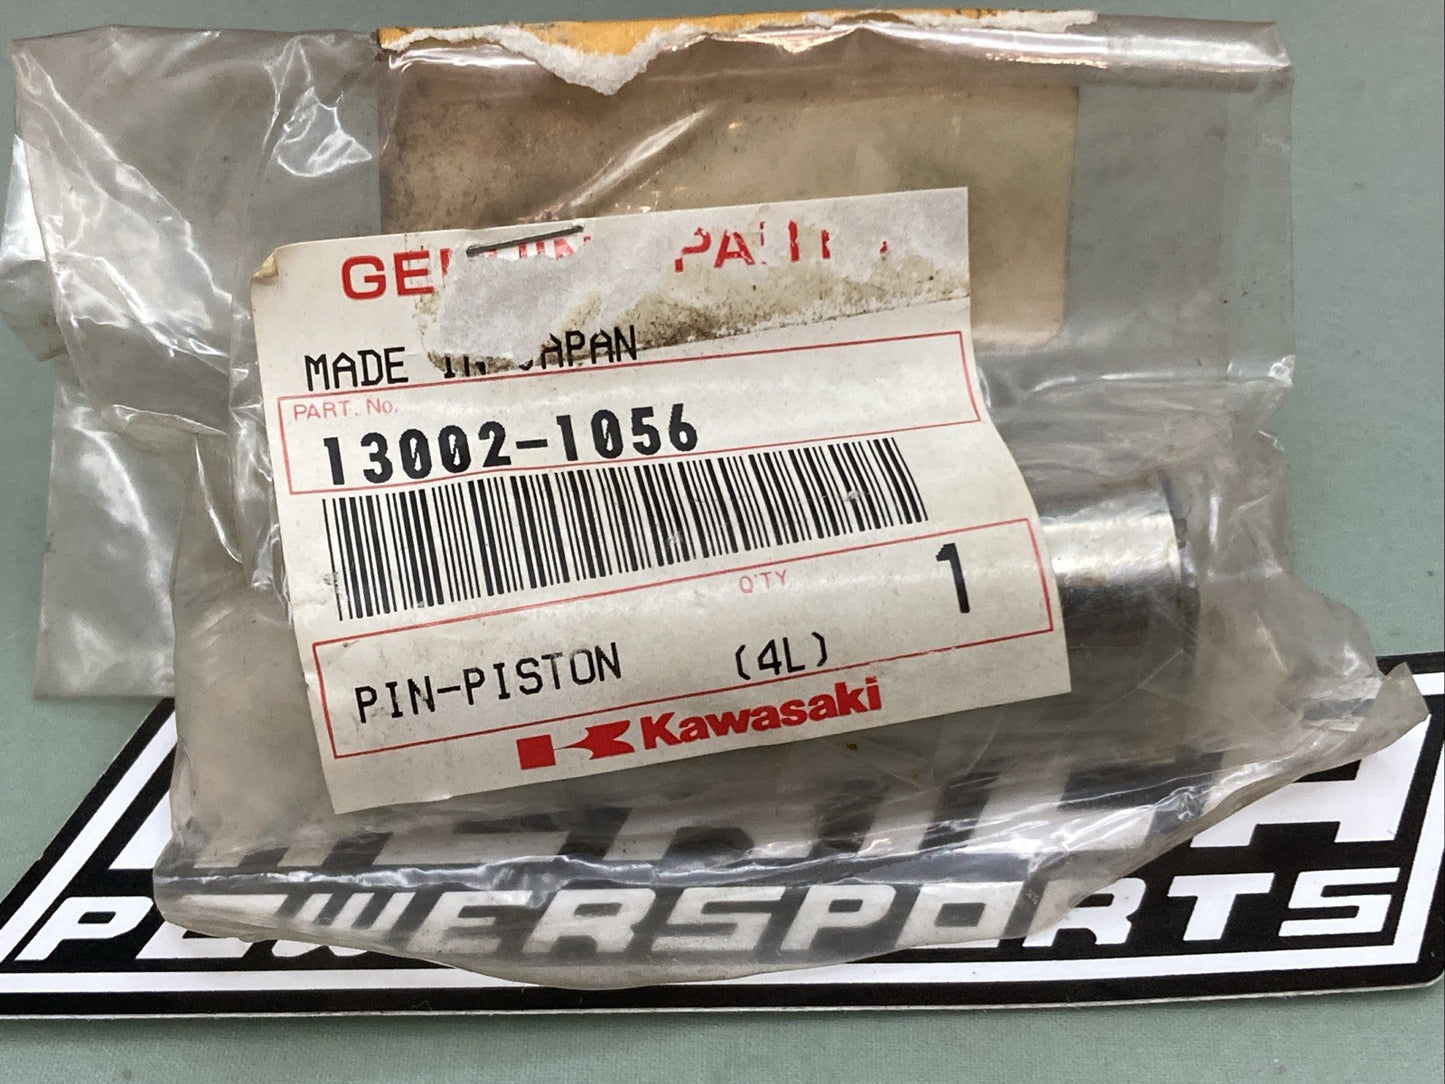 MADE IN JAPAN
PART. No.
13002-1056
Q'TY 1
PIN-PISTON (4L)
Kawasaki
POWERSPORTS